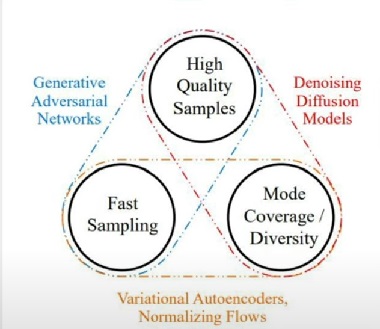 High
Quality
Samples
Generative
Adversarial
Networks
Denoising
Diffusion
Models
Fast
Sampling
Mode
Coverage /
Diversity
Variational Autoencoders,
Normalizing Flows